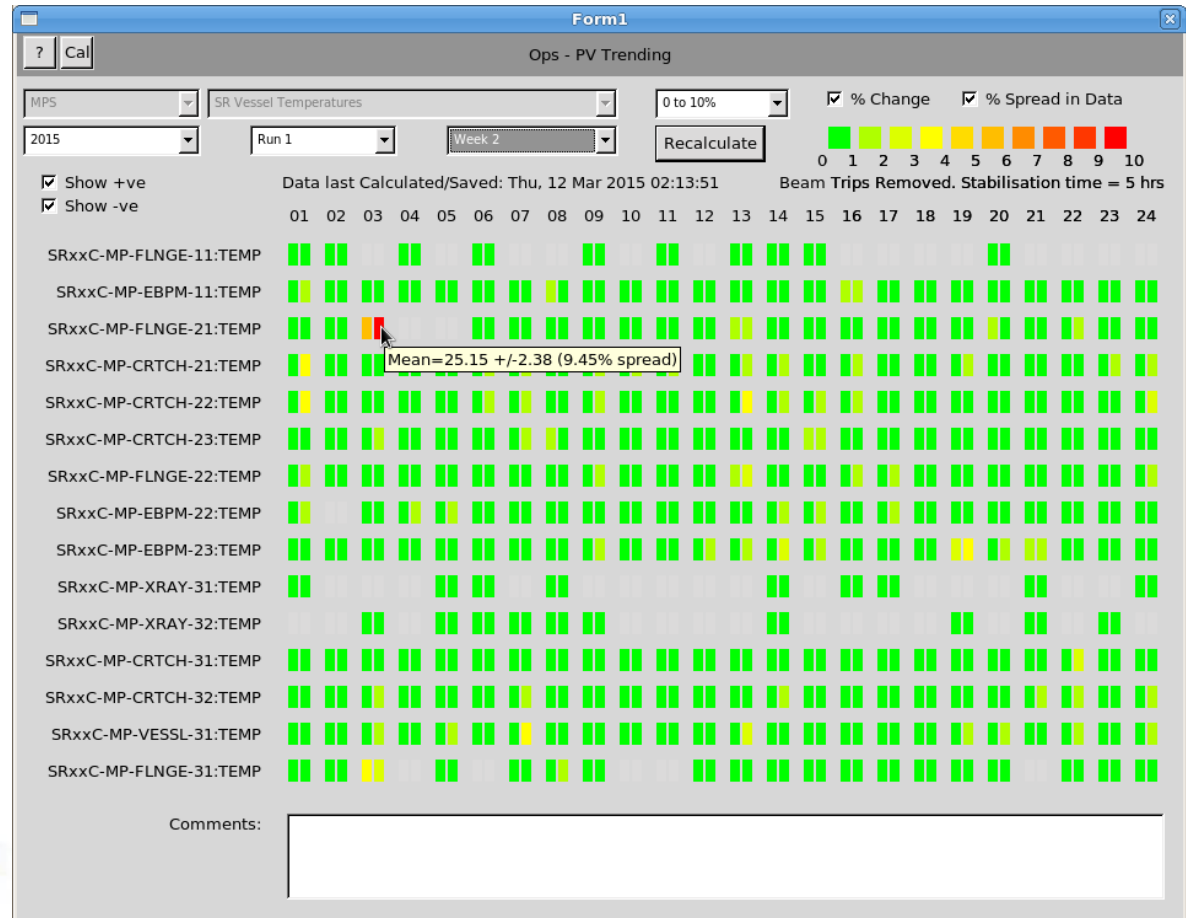 Form1
? Cal Ops - PV Trending
MPS SR Vessel Temperatures 0 to 10% % Change % Spread in Data
2015 Run 1 Week 2 Recalculate
0 1 2 3 4 5 6 7 8 9 10
Show +ve Data last Calculated/Saved: Thu, 12 Mar 2015 02:13:51 Beam Trips Removed. Stabilisation time = 5 hrs
Show -ve
01 02 03 04 05 06 07 08 09 10 11 12 13 14 15 16 17 18 19 20 21 22 23 24
SRxxC-MP-FLNGE-11:TEMP
SRxxC-MP-EBPM-11:TEMP
SRxxC-MP-FLNGE-21:TEMP
Mean=25.15 +/-2.38 (9.45% spread)
SRxxC-MP-CRTCH-21:TEMP
SRxxC-MP-CRTCH-22:TEMP
SRxxC-MP-CRTCH-23:TEMP
SRxxC-MP-FLNGE-22:TEMP
SRxxC-MP-EBPM-22:TEMP
SRxxC-MP-EBPM-23:TEMP
SRxxC-MP-XRAY-31:TEMP
SRxxC-MP-XRAY-32:TEMP
SRxxC-MP-CRTCH-31:TEMP
SRxxC-MP-CRTCH-32:TEMP
SRxxC-MP-VESSL-31:TEMP
SRxxC-MP-FLNGE-31:TEMP
Comments: